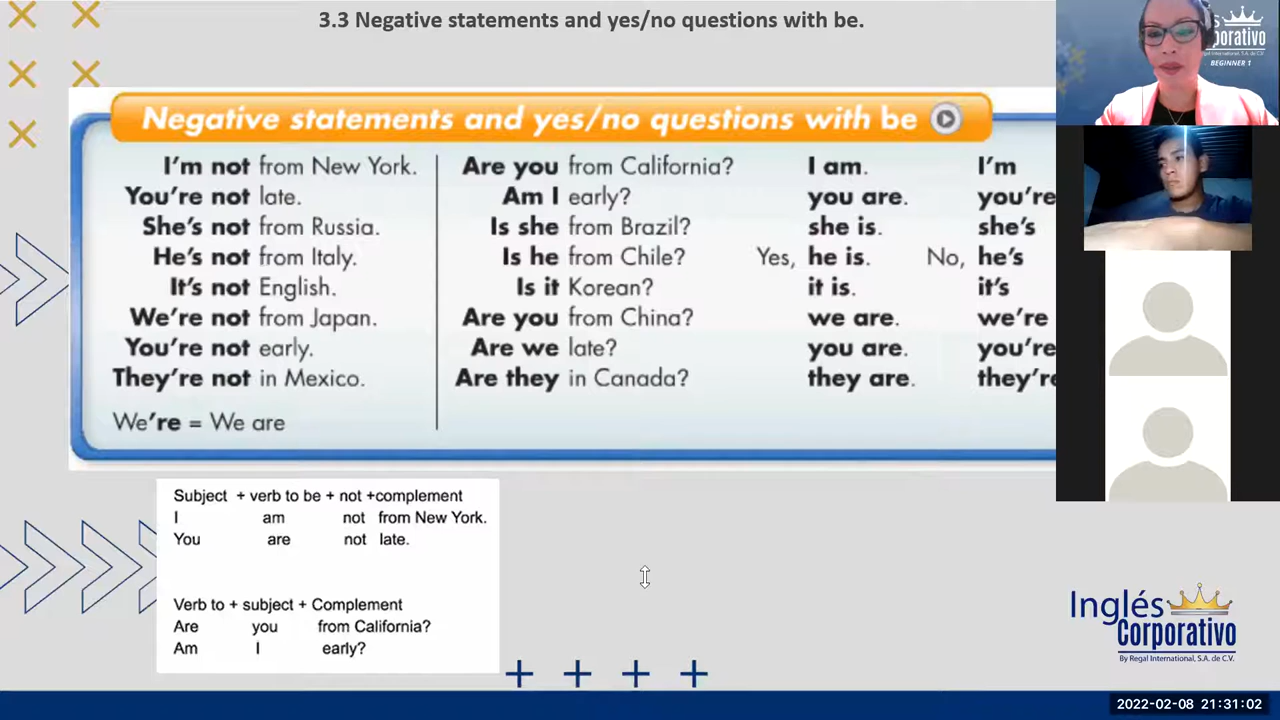 3.3 Negative statements and yes/no questions with be.
Corporativo
Regal International, S.A. de C.V.
BEGINNER 1
Negative statements and yes/no questions with be
I'm not from New York. Are you from California? I am. I'm
You're not late. Am I early? you are. you're
She's not from Russia. Is she from Brazil? she is. she's
He's not from Italy. Is he from Chile? Yes, he is. No, he's
It's not English. Is it Korean? it is. it's
We're not from Japan. Are you from China? we are. we're
You're not early. Are we late? you are. you're
They're not in Mexico. Are they in Canada? they are. they're
We're = We are
Subject + verb to be + not +complement
I am not from New York.
You are not late.
Verb to + subject + Complement
Are you from California?
Am I early?
Inglés
Corporativo
By Regal International, S.A. de C.V.
2022-02-08 21:31:02